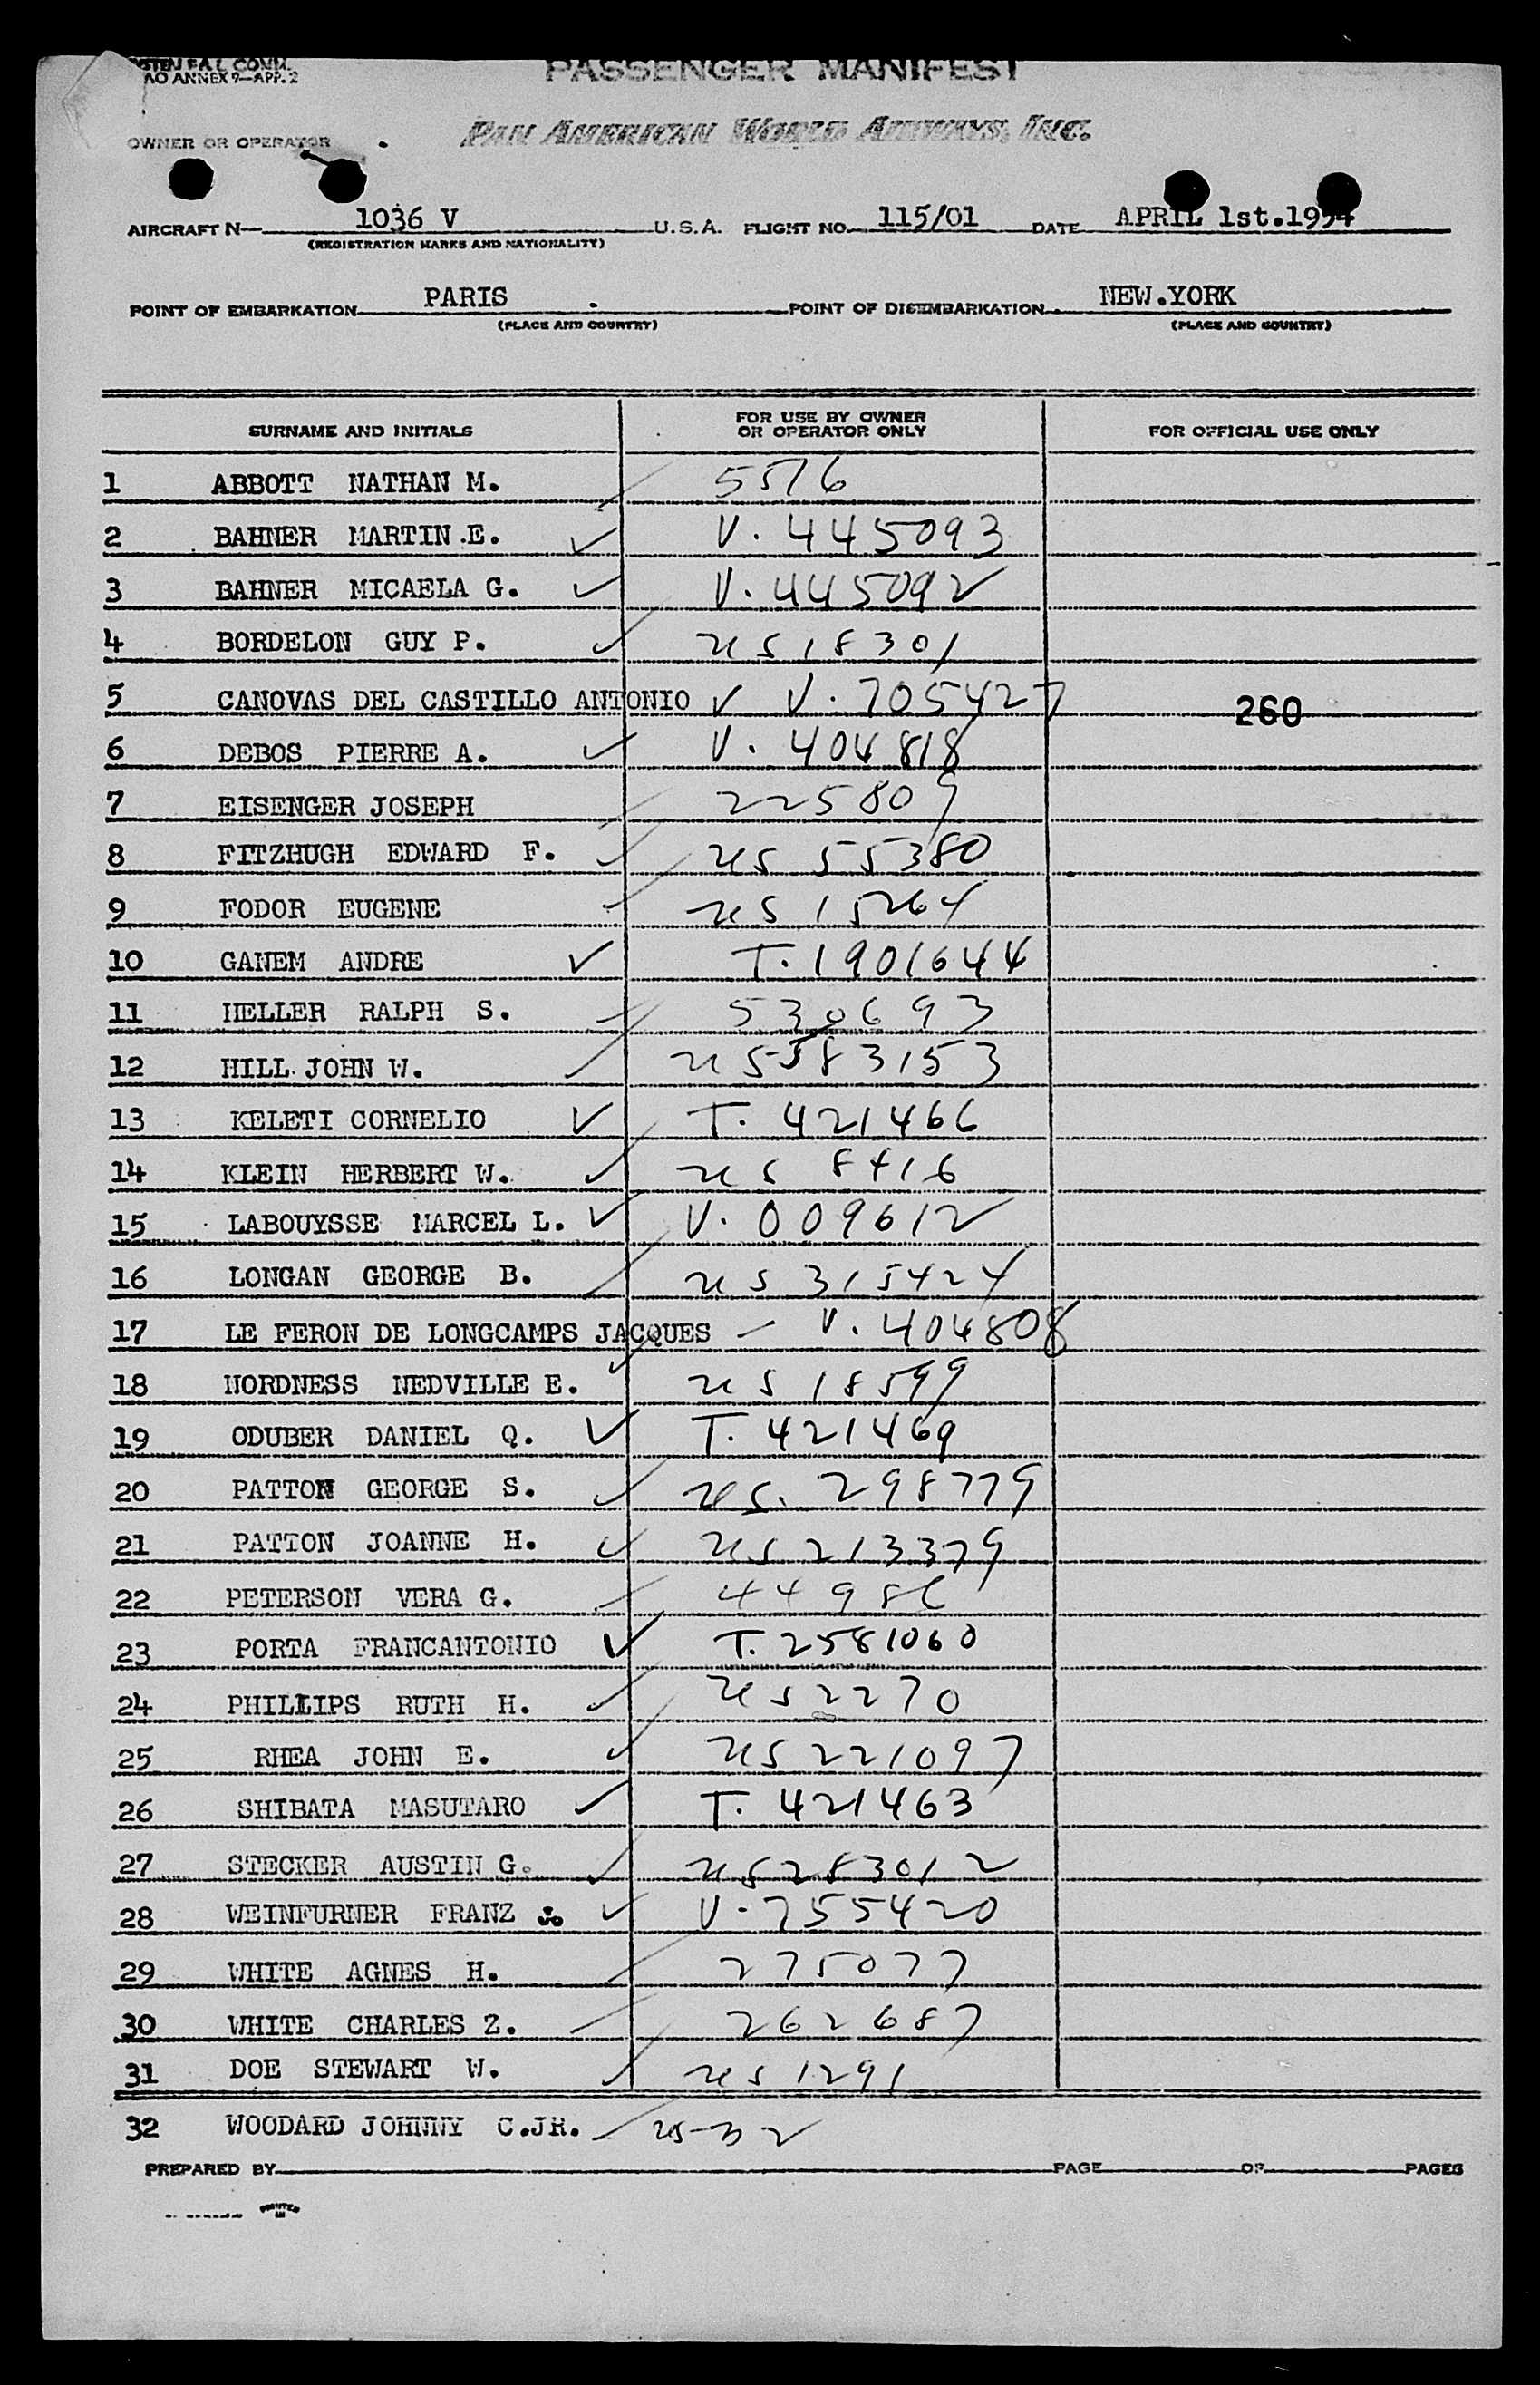 AO ANNEX 9—APP. 2
PASSENGER MANIFEST
OWNER OR OPERATOR
PAN AMERICAN WORLD AIRWAYS, INC.
AIRCRAFT N— 1036 V U.S.A. FLIGHT NO. 115/01 DATE APRIL 1st.1954
(REGISTRATION MARKS AND NATIONALITY)
POINT OF EMBARKATION PARIS POINT OF DISEMBARKATION NEW.YORK
(PLACE AND COUNTRY) (PLACE AND COUNTRY)
SURNAME AND INITIALS FOR USE BY OWNER OR OPERATOR ONLY FOR OFFICIAL USE ONLY
1 ABBOTT NATHAN M. 5576
2 BAHNER MARTIN.E. V. 445093
3 BAHNER MICAELA G. V. 445092
4 BORDELON GUY P. US 18301
5 CANOVAS DEL CASTILLO ANTONIO V. 705427 260
6 DEBOS PIERRE A. V. 404818
7 EISENGER JOSEPH 225809
8 FITZHUGH EDWARD F. US 55380
9 FODOR EUGENE US 15264
10 GANEM ANDRE T. 1901644
11 HELLER RALPH S. 530693
12 HILL JOHN W.
13 KELETI CORNELIO T. 421466
14 KLEIN HERBERT W. US 8416
15 LABOUYSSE MARCEL L. V. 009612
16 LONGAN GEORGE B. US 315424
17 LE FERON DE LONGCAMPS JACQUES V. 404808
18 NORDNESS NEDVILLE E. US 18599
19 ODUBER DANIEL Q. T. 421469
20 PATTON GEORGE S. US. 298779
21 PATTON JOANNE H. US 213379
22 PETERSON VERA G. 44986
23 PORTA FRANCANTONIO T. 2581060
24 PHILLIPS RUTH H. US 2270
25 RHEA JOHN E. US 221097
26 SHIBATA MASUTARO T. 421463
27 STECKER AUSTIN G. US 283012
28 WEINFURNER FRANZ V. 755420
29 WHITE AGNES H. 275077
30 WHITE CHARLES Z. 262687
31 DOE STEWART W. US 1291
32 WOODARD JOHNNY C.JR.
PREPARED BY PAGE OF PAGES